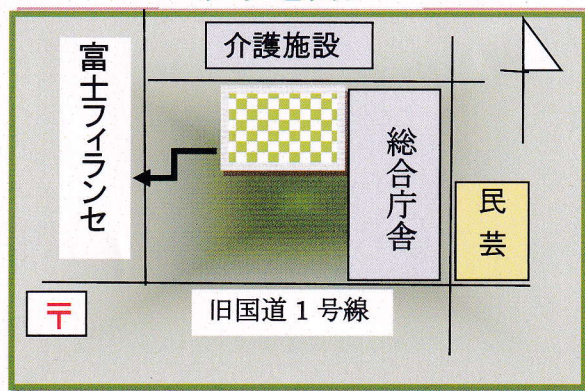 介護施設
富士フィランセ
総合庁舎
民芸
〒
旧国道1号線